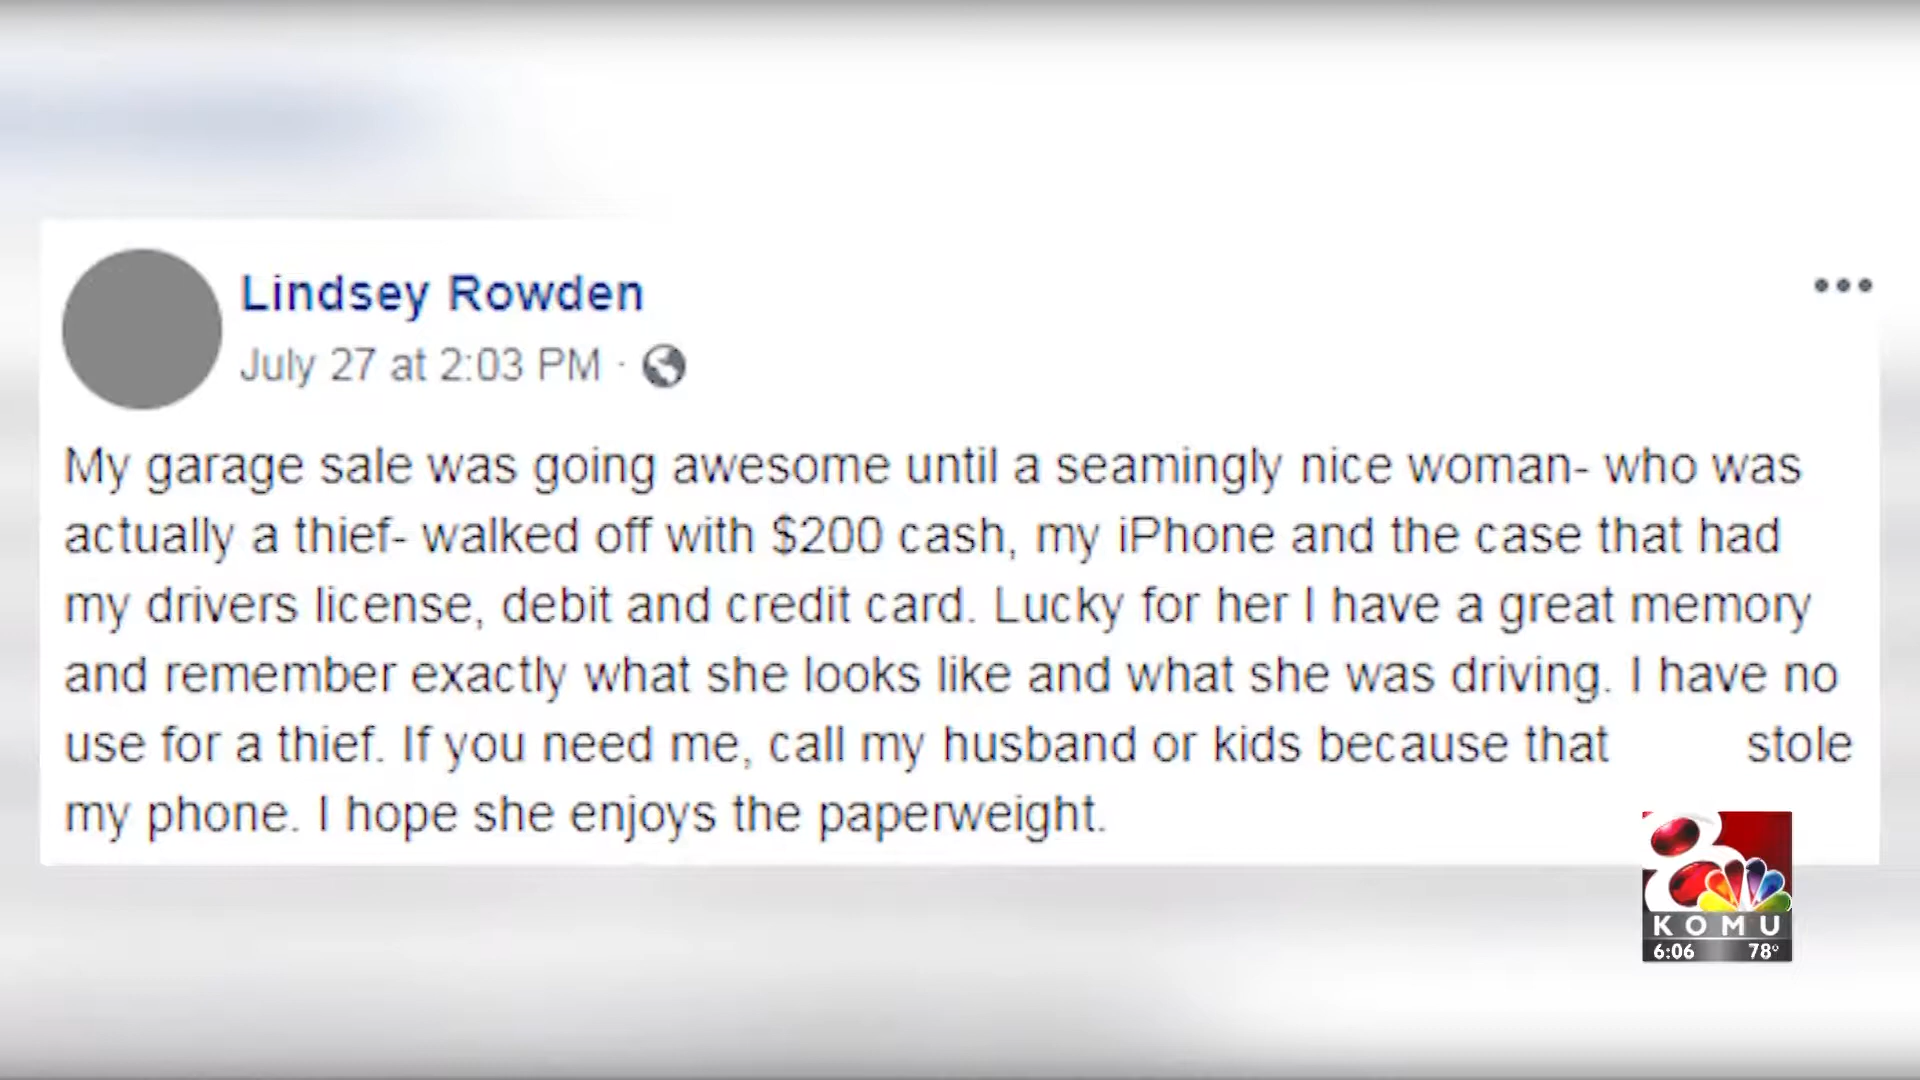 Lindsey Rowden
July 27 at 2:03 PM ·
My garage sale was going awesome until a seamingly nice woman- who was
actually a thief- walked off with $200 cash, my iPhone and the case that had
my drivers license, debit and credit card. Lucky for her I have a great memory
and remember exactly what she looks like and what she was driving. I have no
use for a thief. If you need me, call my husband or kids because that stole
my phone. I hope she enjoys the paperweight.
8
KOMU
6:06 78°